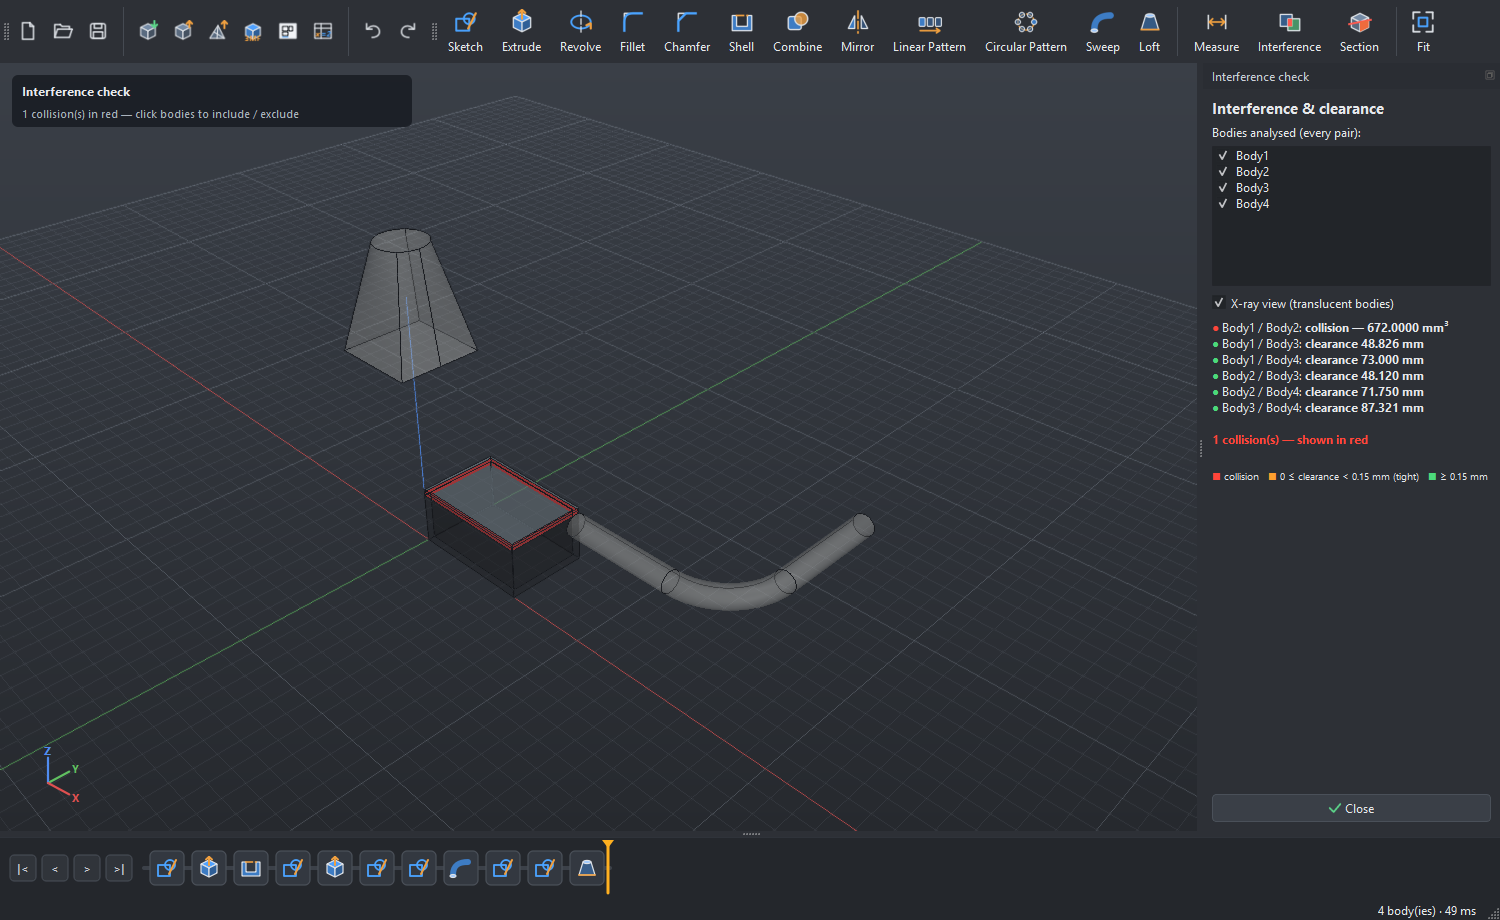 Sketch
Extrude
Revolve
Fillet
Chamfer
Shell
Combine
Mirror
Linear Pattern
Circular Pattern
Sweep
Loft
Measure
Interference
Section
Fit
Interference check
1 collision(s) in red — click bodies to include / exclude
Interference check
Interference & clearance
Bodies analysed (every pair):
Body1
Body2
Body3
Body4
X-ray view (translucent bodies)
Body1 / Body2: collision — 672.0000 mm³
Body1 / Body3: clearance 48.826 mm
Body1 / Body4: clearance 73.000 mm
Body2 / Body3: clearance 48.120 mm
Body2 / Body4: clearance 71.750 mm
Body3 / Body4: clearance 87.321 mm
1 collision(s) — shown in red
collision 0 ≤ clearance < 0.15 mm (tight) ≥ 0.15 mm
Z
Y
X
Close
|< < > >|
4 body(ies) · 49 ms